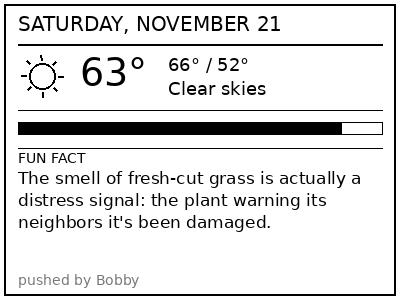 SATURDAY, NOVEMBER 21
63°
66° / 52°
Clear skies
FUN FACT
The smell of fresh-cut grass is actually a
distress signal: the plant warning its
neighbors it's been damaged.
pushed by Bobby